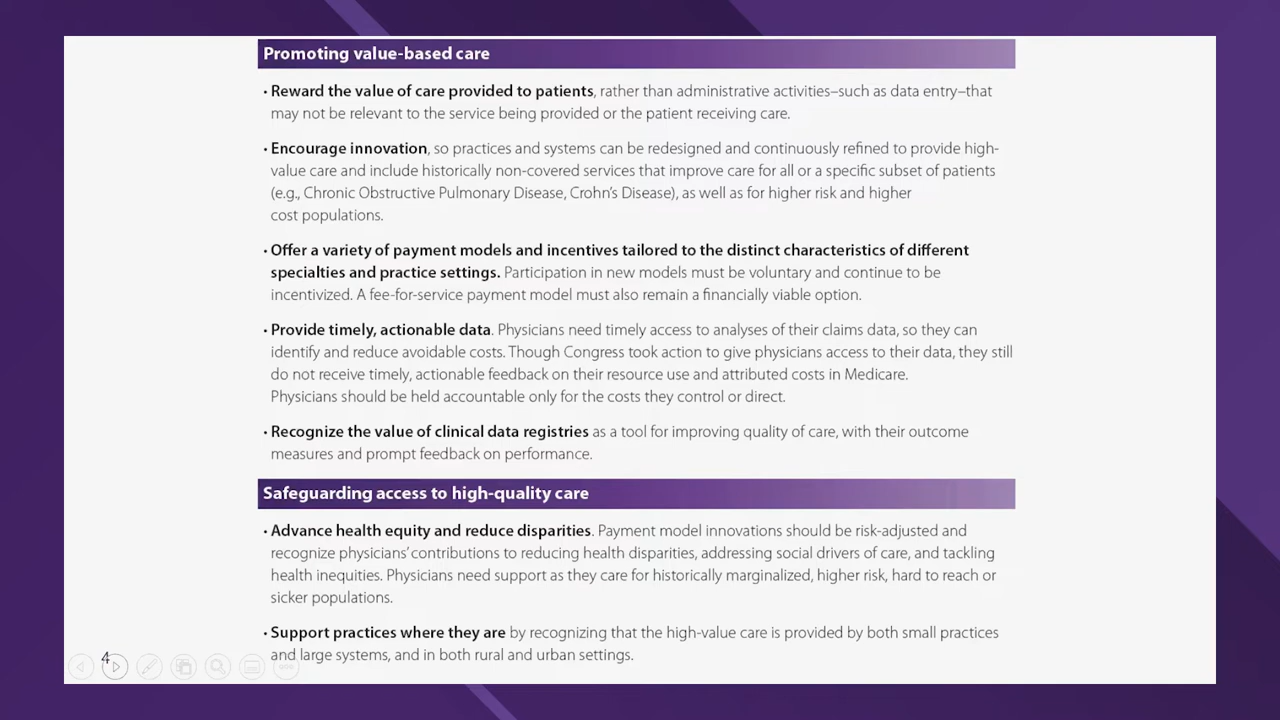 Promoting value-based care
• Reward the value of care provided to patients, rather than administrative activities–such as data entry–that
may not be relevant to the service being provided or the patient receiving care.
• Encourage innovation, so practices and systems can be redesigned and continuously refined to provide high-
value care and include historically non-covered services that improve care for all or a specific subset of patients
(e.g., Chronic Obstructive Pulmonary Disease, Crohn’s Disease), as well as for higher risk and higher
cost populations.
• Offer a variety of payment models and incentives tailored to the distinct characteristics of different
specialties and practice settings. Participation in new models must be voluntary and continue to be
incentivized. A fee-for-service payment model must also remain a financially viable option.
• Provide timely, actionable data. Physicians need timely access to analyses of their claims data, so they can
identify and reduce avoidable costs. Though Congress took action to give physicians access to their data, they still
do not receive timely, actionable feedback on their resource use and attributed costs in Medicare.
Physicians should be held accountable only for the costs they control or direct.
• Recognize the value of clinical data registries as a tool for improving quality of care, with their outcome
measures and prompt feedback on performance.
Safeguarding access to high-quality care
• Advance health equity and reduce disparities. Payment model innovations should be risk-adjusted and
recognize physicians’ contributions to reducing health disparities, addressing social drivers of care, and tackling
health inequities. Physicians need support as they care for historically marginalized, higher risk, hard to reach or
sicker populations.
• Support practices where they are by recognizing that the high-value care is provided by both small practices
and large systems, and in both rural and urban settings.
4